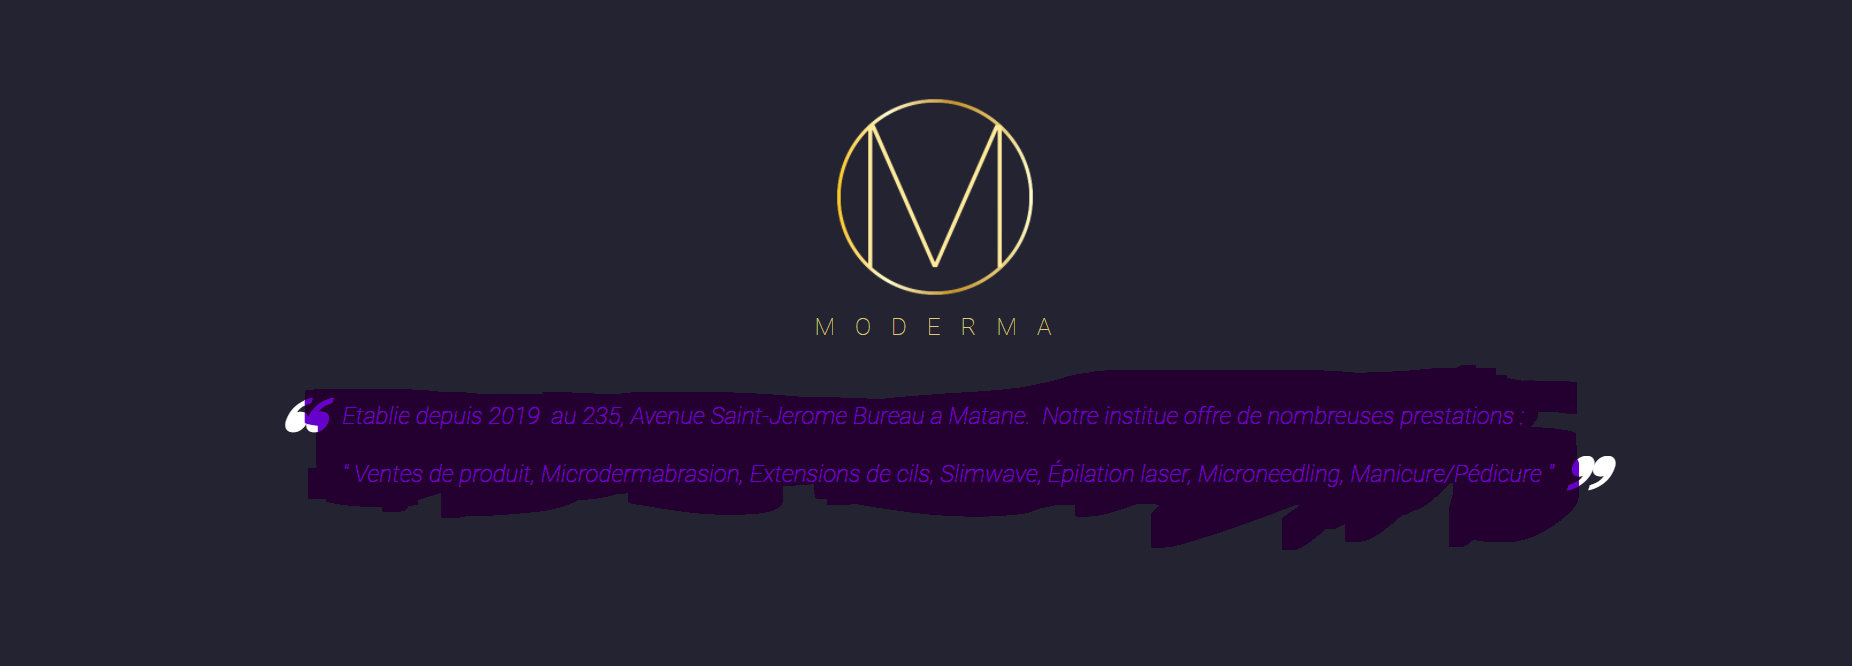 M
MODERMA
“ Etablie depuis 2019 au 235, Avenue Saint-Jerome Bureau a Matane. Notre institue offre de nombreuses prestations :
" Ventes de produit, Microdermabrasion, Extensions de cils, Slimwave, Épilation laser, Microneedling, Manicure/Pédicure " ”